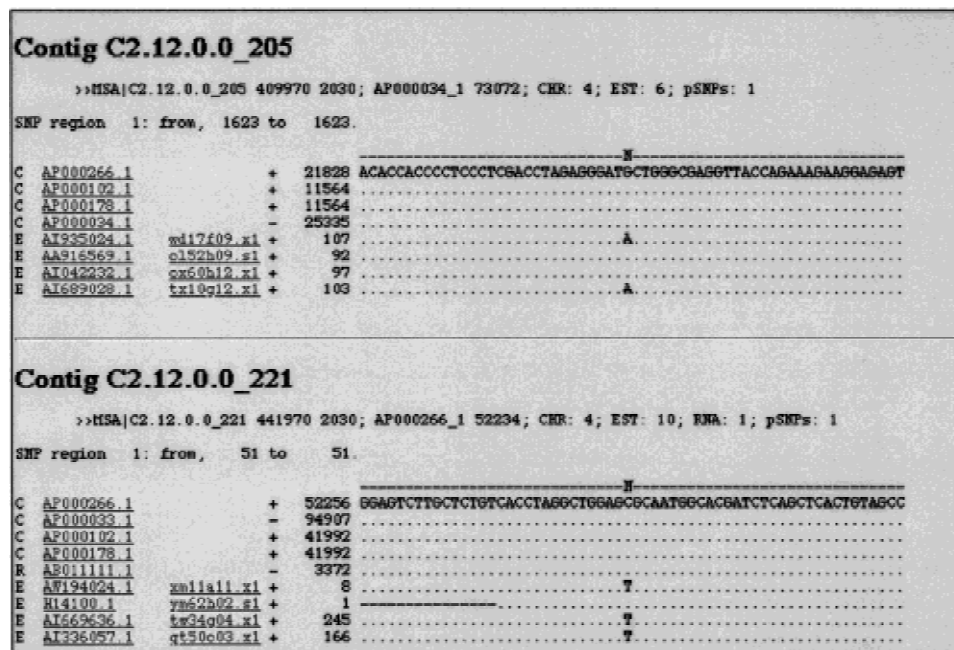 Contig C2.12.0.0_205
>>MSA|C2.12.0.0_205 409970 2030; AP000034_1 73072; CHR: 4; EST: 6; pSNPs: 1
SNP region 1: from, 1623 to 1623.
------------------------------N-------------------------------
C AP000266.1 + 21828 ACACCACCCCTCCCTCGACCTAGAGGGATGCTGGGCGAGGTTACCAGAAAGAAGGAGAGT
C AP000102.1 + 11564 ............................................................
C AP000178.1 + 11564 ............................................................
C AP000034.1 - 25335 ............................................................
E AI935024.1 wd17f09.x1 + 107 .............................A..............................
E AA916569.1 ol52h09.s1 + 92 ............................................................
E AI042232.1 ox60h12.x1 + 97 ............................................................
E AI689028.1 tx10g12.x1 + 103 .............................A..............................
Contig C2.12.0.0_221
>>MSA|C2.12.0.0_221 441970 2030; AP000266_1 52234; CHR: 4; EST: 10; RNA: 1; pSNPs: 1
SNP region 1: from, 51 to 51.
------------------------------N-------------------------------
C AP000266.1 + 52256 GGAGTCTTGCTCTGTCACCTAGGCTGGAGCGCAATGGCACGATCTCAGCTCACTGTAGCC
C AP000033.1 - 94907 ............................................................
C AP000102.1 + 41992 ............................................................
C AP000178.1 + 41992 ............................................................
R AB011111.1 - 3372 ............................................................
E AW194024.1 xm11a11.x1 + 8 .............................T..............................
E H14100.1 ym62h02.s1 + 1 ---------------.............................................
E AI669636.1 tw34g04.x1 + 245 .............................T..............................
E AI336057.1 qt50c03.x1 + 166 .............................T..............................